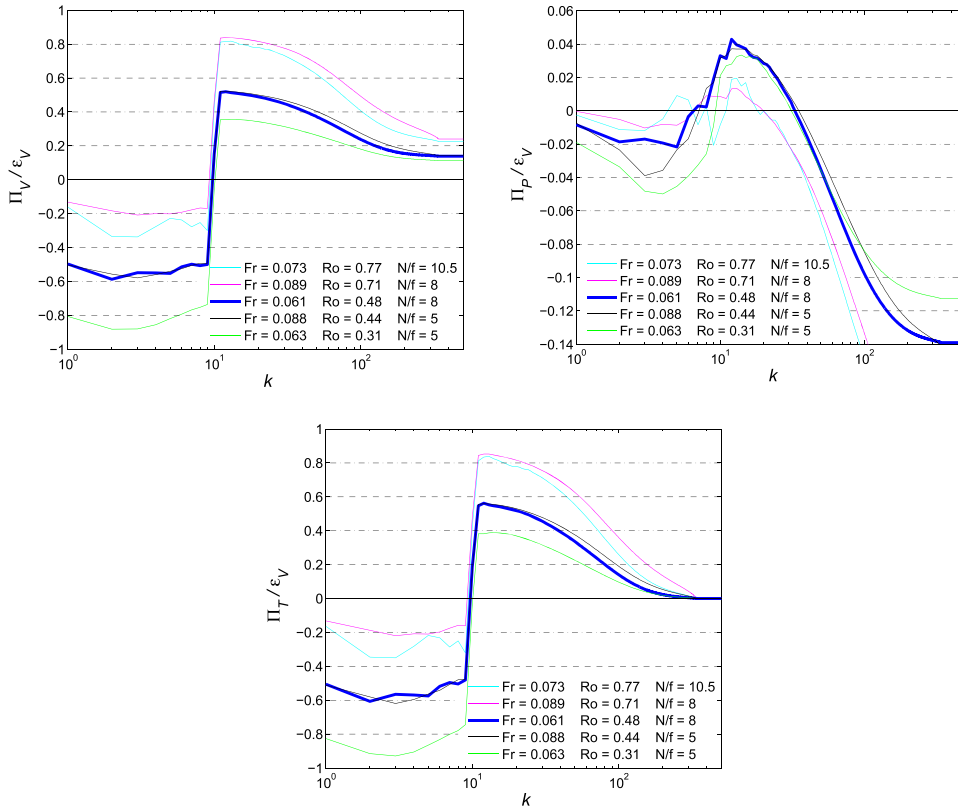 1
0.8
0.6
0.4
0.2
0
−0.2
−0.4
−0.6
−0.8
−1
Π_V/ε_V
Fr = 0.073 Ro = 0.77 N/f = 10.5
Fr = 0.089 Ro = 0.71 N/f = 8
Fr = 0.061 Ro = 0.48 N/f = 8
Fr = 0.088 Ro = 0.44 N/f = 5
Fr = 0.063 Ro = 0.31 N/f = 5
10^0 10^1 10^2
k
0.06
0.04
0.02
0
−0.02
−0.04
−0.06
−0.08
−0.1
−0.12
−0.14
Π_P/ε_V
Fr = 0.073 Ro = 0.77 N/f = 10.5
Fr = 0.089 Ro = 0.71 N/f = 8
Fr = 0.061 Ro = 0.48 N/f = 8
Fr = 0.088 Ro = 0.44 N/f = 5
Fr = 0.063 Ro = 0.31 N/f = 5
10^0 10^1 10^2
k
1
0.8
0.6
0.4
0.2
0
−0.2
−0.4
−0.6
−0.8
−1
Π_T/ε_V
Fr = 0.073 Ro = 0.77 N/f = 10.5
Fr = 0.089 Ro = 0.71 N/f = 8
Fr = 0.061 Ro = 0.48 N/f = 8
Fr = 0.088 Ro = 0.44 N/f = 5
Fr = 0.063 Ro = 0.31 N/f = 5
10^0 10^1 10^2
k